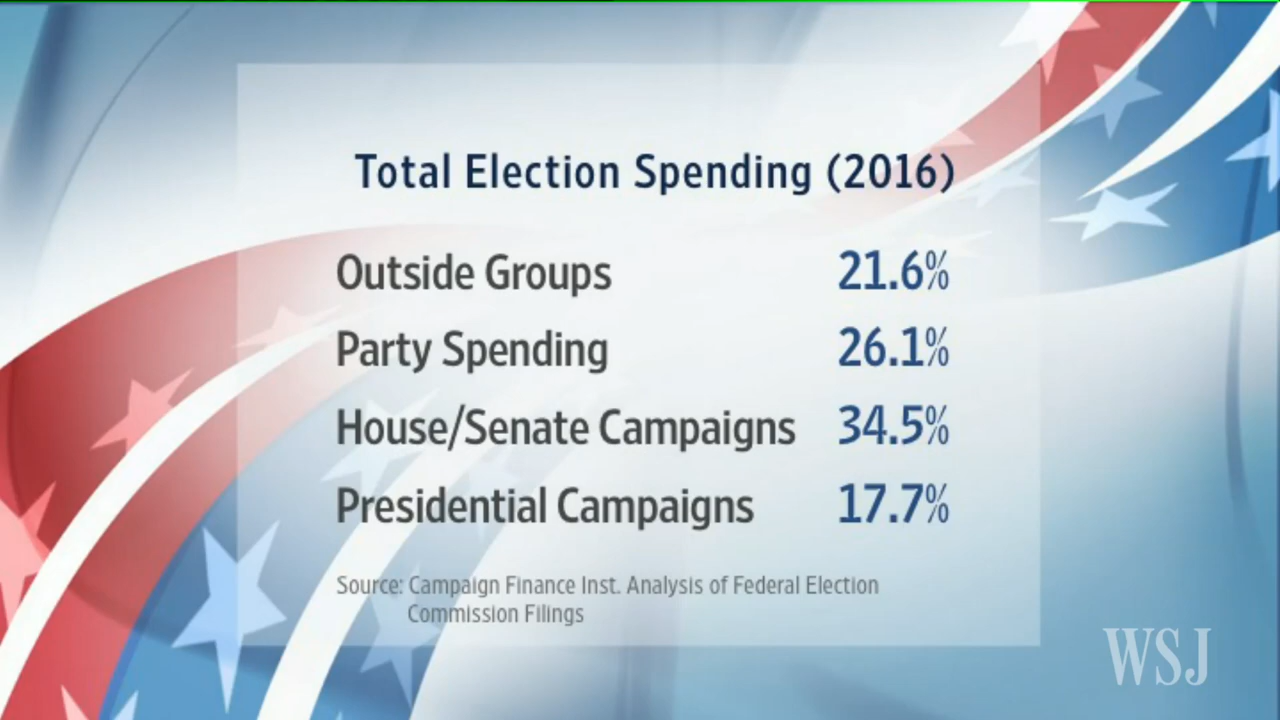 Total Election Spending (2016)
Outside Groups 21.6%
Party Spending 26.1%
House/Senate Campaigns 34.5%
Presidential Campaigns 17.7%
Source: Campaign Finance Inst. Analysis of Federal Election
Commission Filings
WSJ